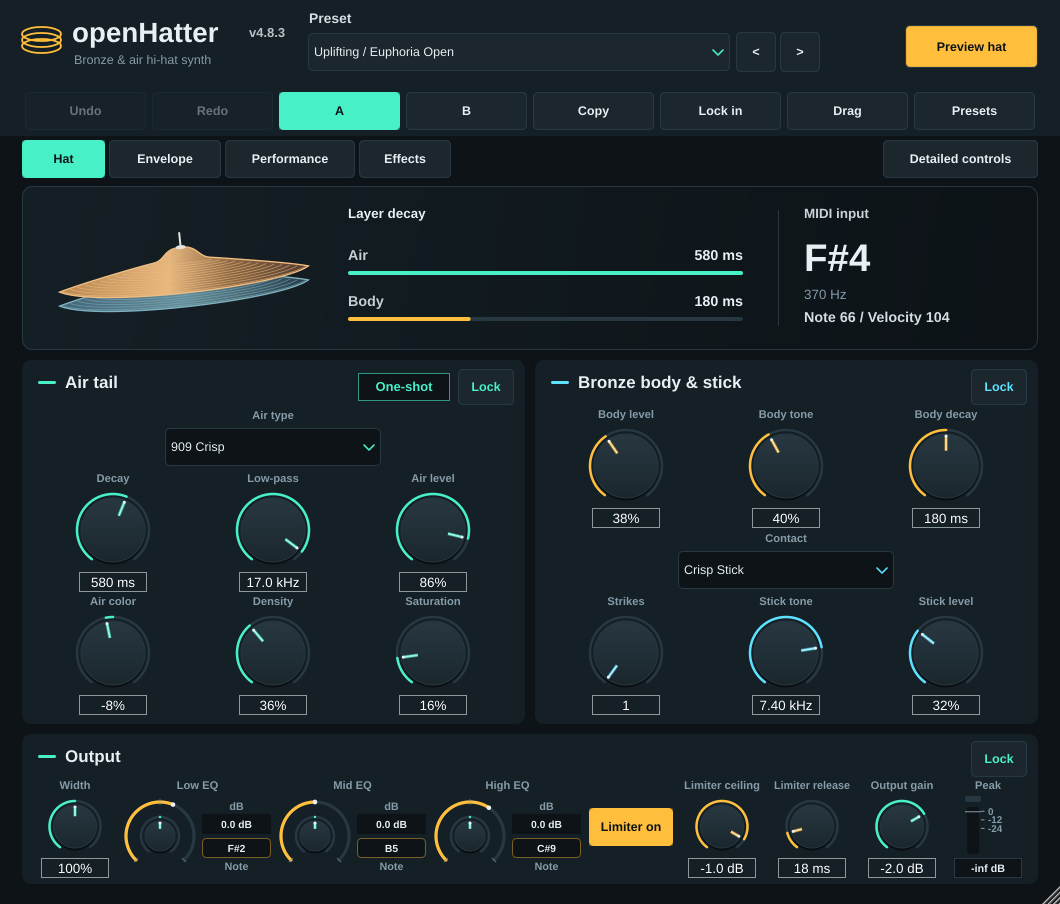 openHatter
Bronze & air hi-hat synth
v4.8.3
Preset
Uplifting / Euphoria Open
<
>
Preview hat
Undo
Redo
A
B
Copy
Lock in
Drag
Presets
Hat
Envelope
Performance
Effects
Detailed controls
Layer decay
Air 580 ms
Body 180 ms
MIDI input
F#4
370 Hz
Note 66 / Velocity 104
Air tail
One-shot
Lock
Air type
909 Crisp
Decay
Low-pass
Air level
580 ms
17.0 kHz
86%
Air color
Density
Saturation
-8%
36%
16%
Bronze body & stick
Lock
Body level
Body tone
Body decay
38%
40%
180 ms
Contact
Crisp Stick
Strikes
Stick tone
Stick level
1
7.40 kHz
32%
Output
Lock
Width
100%
Low EQ
dB
0.0 dB
F#2
Note
Mid EQ
dB
0.0 dB
B5
Note
High EQ
dB
0.0 dB
C#9
Note
Limiter on
Limiter ceiling
-1.0 dB
Limiter release
18 ms
Output gain
-2.0 dB
Peak
0
-12
-24
-inf dB